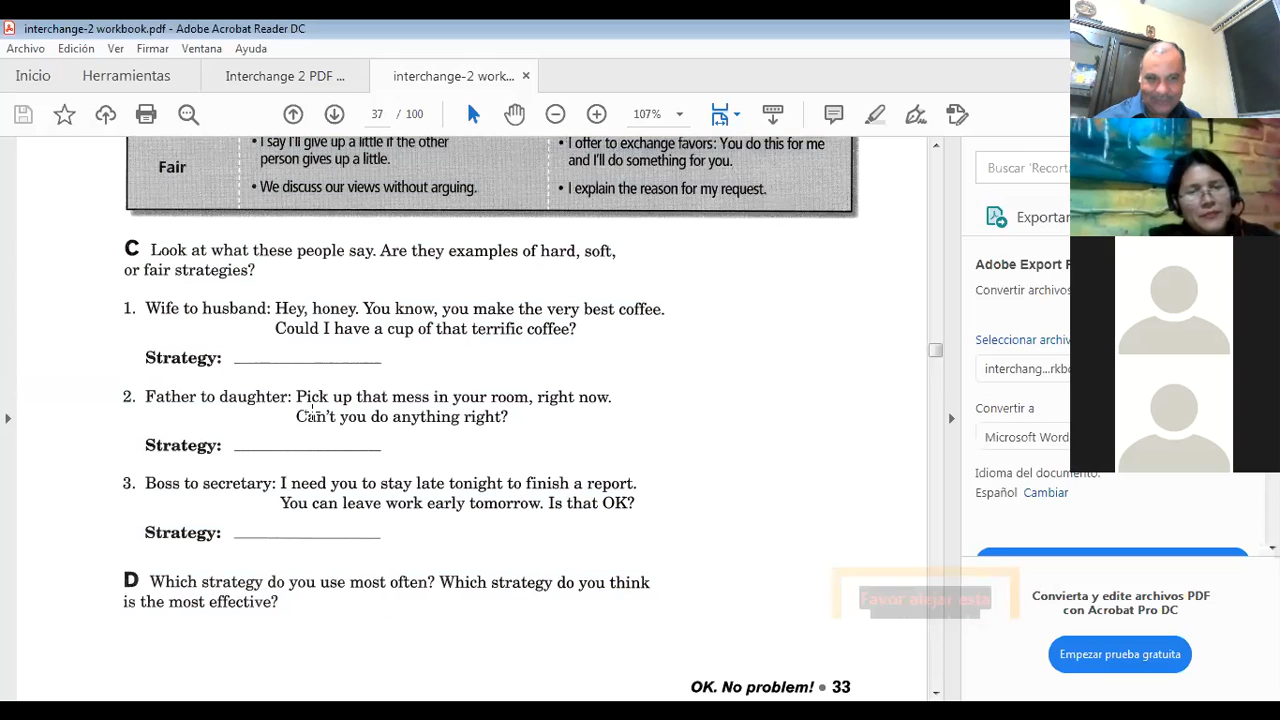 interchange-2 workbook.pdf - Adobe Acrobat Reader DC
Archivo Edición Ver Firmar Ventana Ayuda
Inicio Herramientas Interchange 2 PDF ... interchange-2 work... ×
37 / 100 107%
Fair
• I say I'll give up a little if the other
person gives up a little.
• We discuss our views without arguing.
• I offer to exchange favors: You do this for me
and I'll do something for you.
• I explain the reason for my request.
C Look at what these people say. Are they examples of hard, soft,
or fair strategies?
1. Wife to husband: Hey, honey. You know, you make the very best coffee.
Could I have a cup of that terrific coffee?
Strategy:
2. Father to daughter: Pick up that mess in your room, right now.
Can't you do anything right?
Strategy:
3. Boss to secretary: I need you to stay late tonight to finish a report.
You can leave work early tomorrow. Is that OK?
Strategy:
D Which strategy do you use most often? Which strategy do you think
is the most effective?
OK. No problem! • 33
Buscar 'Recorta
Exportar
Adobe Export P
Convertir archivos
Seleccionar archiv
interchang...rkb
Convertir a
Microsoft Word
Idioma del documento:
Español Cambiar
Favor alejar esta
Convierta y edite archivos PDF
con Acrobat Pro DC
Empezar prueba gratuita